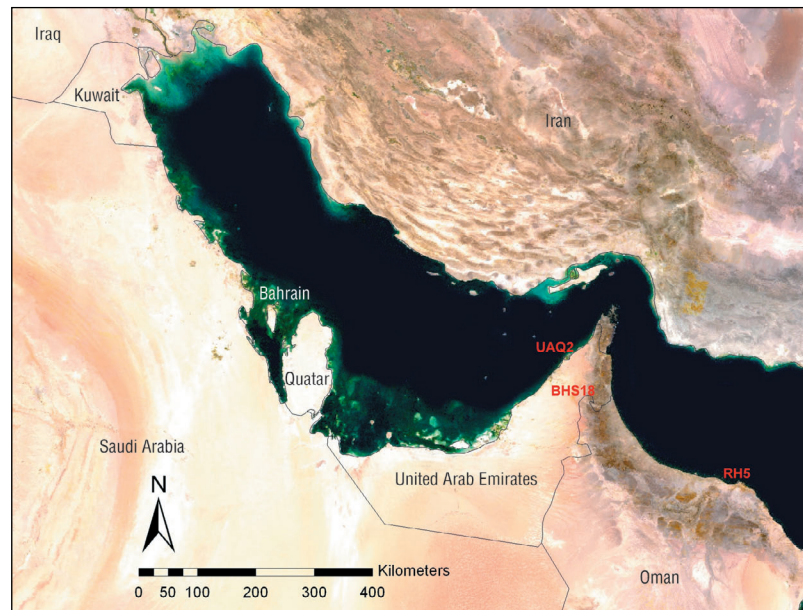 Iraq
Kuwait
Iran
Bahrain
UAQ2
Quatar
BHS18
Saudi Arabia
United Arab Emirates
RH5
N
Kilometers
0 50 100 200 300 400
Oman